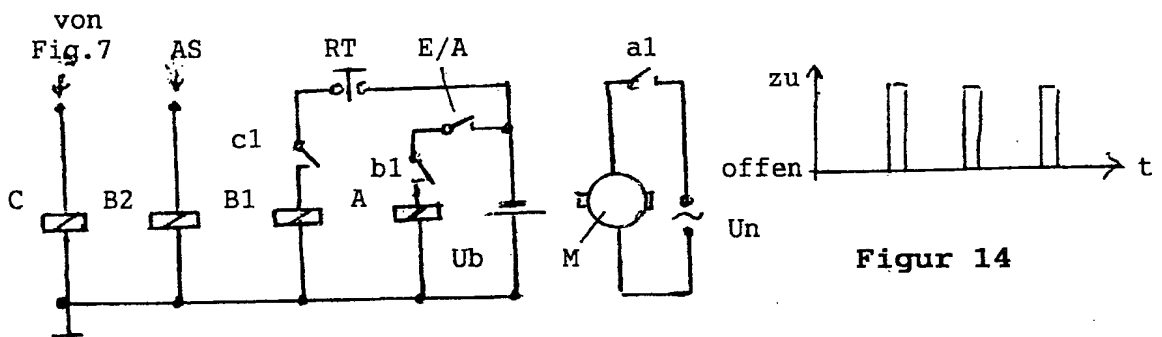 von
Fig.7
AS
RT
E/A
a1
zu
c1
b1
offen
t
C
B2
B1
A
Ub
M
Un
Figur 14